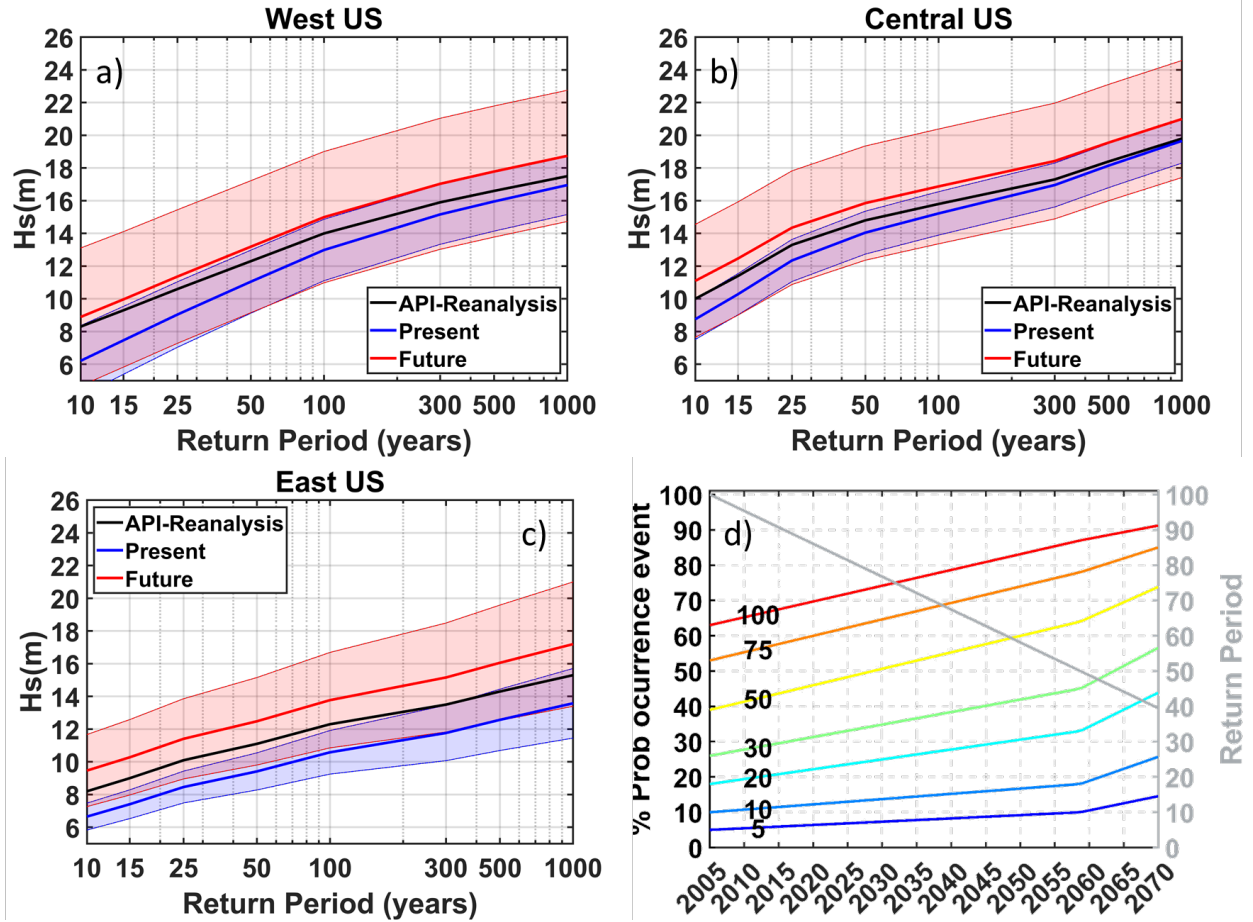 West US
26
24
22
20
18
16
14
12
10
8
6
Hs(m)
a)
API-Reanalysis
Present
Future
10 15 25 50 100 300 500 1000
Return Period (years)
Central US
26
24
22
20
18
16
14
12
10
8
6
Hs(m)
b)
API-Reanalysis
Present
Future
10 15 25 50 100 300 500 1000
Return Period (years)
East US
26
24
22
20
18
16
14
12
10
8
6
Hs(m)
API-Reanalysis
Present
Future
c)
10 15 25 50 100 300 500 1000
Return Period (years)
% Prob ocurrence event
100
90
80
70
60
50
40
30
20
10
0
d)
100
75
50
30
20
10
5
100
90
80
70
60
50
40
30
20
10
0
Return Period
2005 2010 2015 2020 2025 2030 2035 2040 2045 2050 2055 2060 2065 2070